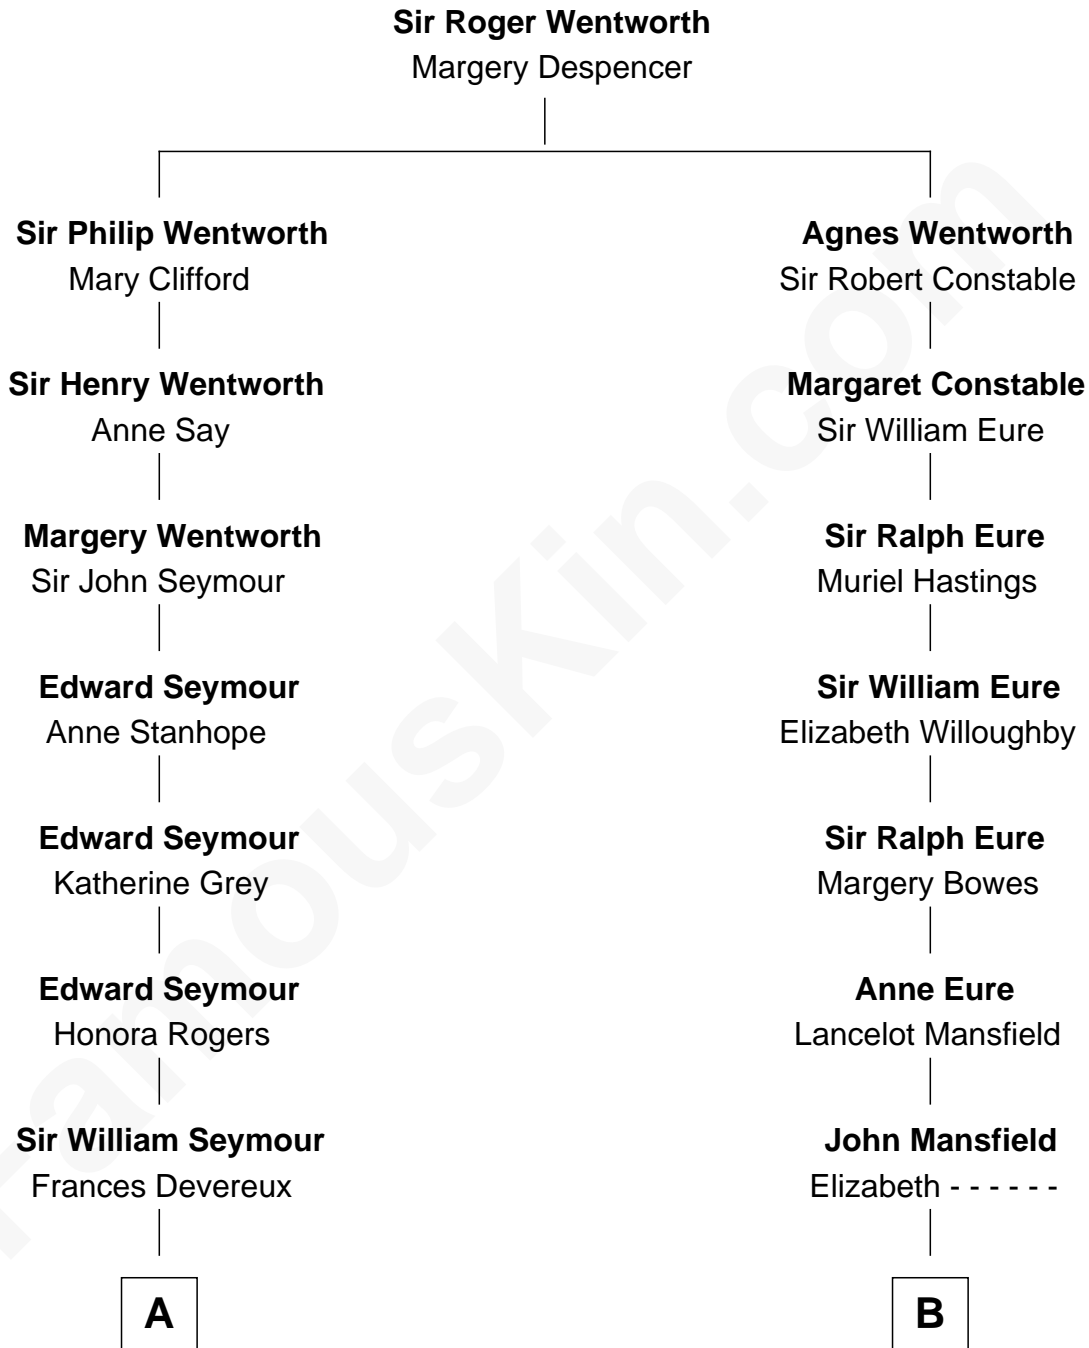 Sir Roger Wentworth
Margery Despencer
Sir Philip Wentworth
Mary Clifford
Agnes Wentworth
Sir Robert Constable
Sir Henry Wentworth
Anne Say
Margaret Constable
Sir William Eure
Margery Wentworth
Sir John Seymour
Sir Ralph Eure
Muriel Hastings
Edward Seymour
Anne Stanhope
Sir William Eure
Elizabeth Willoughby
Edward Seymour
Katherine Grey
Sir Ralph Eure
Margery Bowes
Edward Seymour
Honora Rogers
Anne Eure
Lancelot Mansfield
Sir William Seymour
Frances Devereux
John Mansfield
Elizabeth - - - - - -
A
B
FamousKin.com